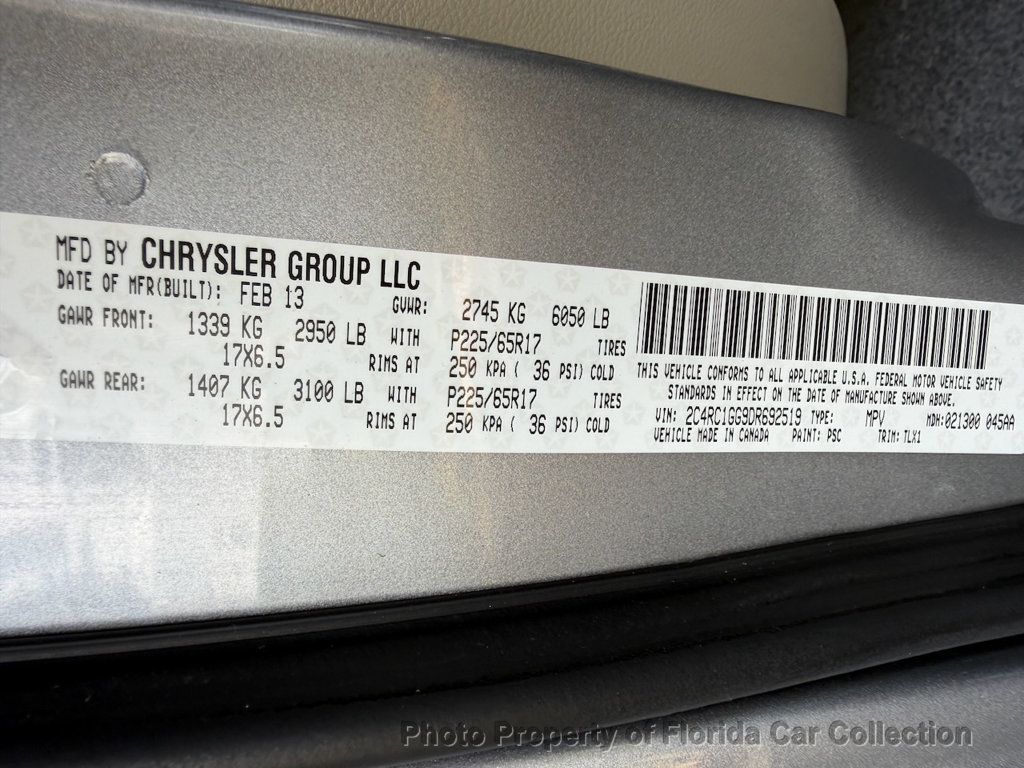 MFD BY CHRYSLER GROUP LLC
DATE OF MFR(BUILT): FEB 13 GVWR: 2745 KG 6050 LB
GAWR FRONT: 1339 KG 2950 LB WITH P225/65R17 TIRES
17X6.5 RIMS AT 250 KPA ( 36 PSI) COLD
GAWR REAR: 1407 KG 3100 LB WITH P225/65R17 TIRES
17X6.5 RIMS AT 250 KPA ( 36 PSI) COLD
THIS VEHICLE CONFORMS TO ALL APPLICABLE U.S.A. FEDERAL MOTOR VEHICLE SAFETY
STANDARDS IN EFFECT ON THE DATE OF MANUFACTURE SHOWN ABOVE.
VIN: 2C4RC1GG9DR692519 TYPE: MPV MDH:021300 045AA
VEHICLE MADE IN CANADA PAINT: PSC TRIM: TLX1
Photo Property of Florida Car Collection